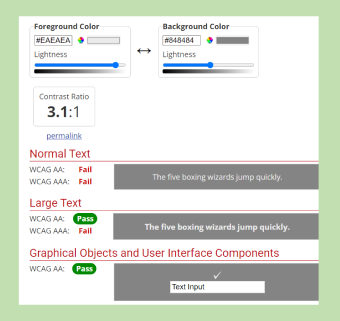 Foreground Color
#EAEAEA
Lightness
↔
Background Color
#848484
Lightness
Contrast Ratio
3.1:1
permalink
Normal Text
WCAG AA: Fail
WCAG AAA: Fail
The five boxing wizards jump quickly.
Large Text
WCAG AA: Pass
WCAG AAA: Fail
The five boxing wizards jump quickly.
Graphical Objects and User Interface Components
WCAG AA: Pass
✓
Text Input